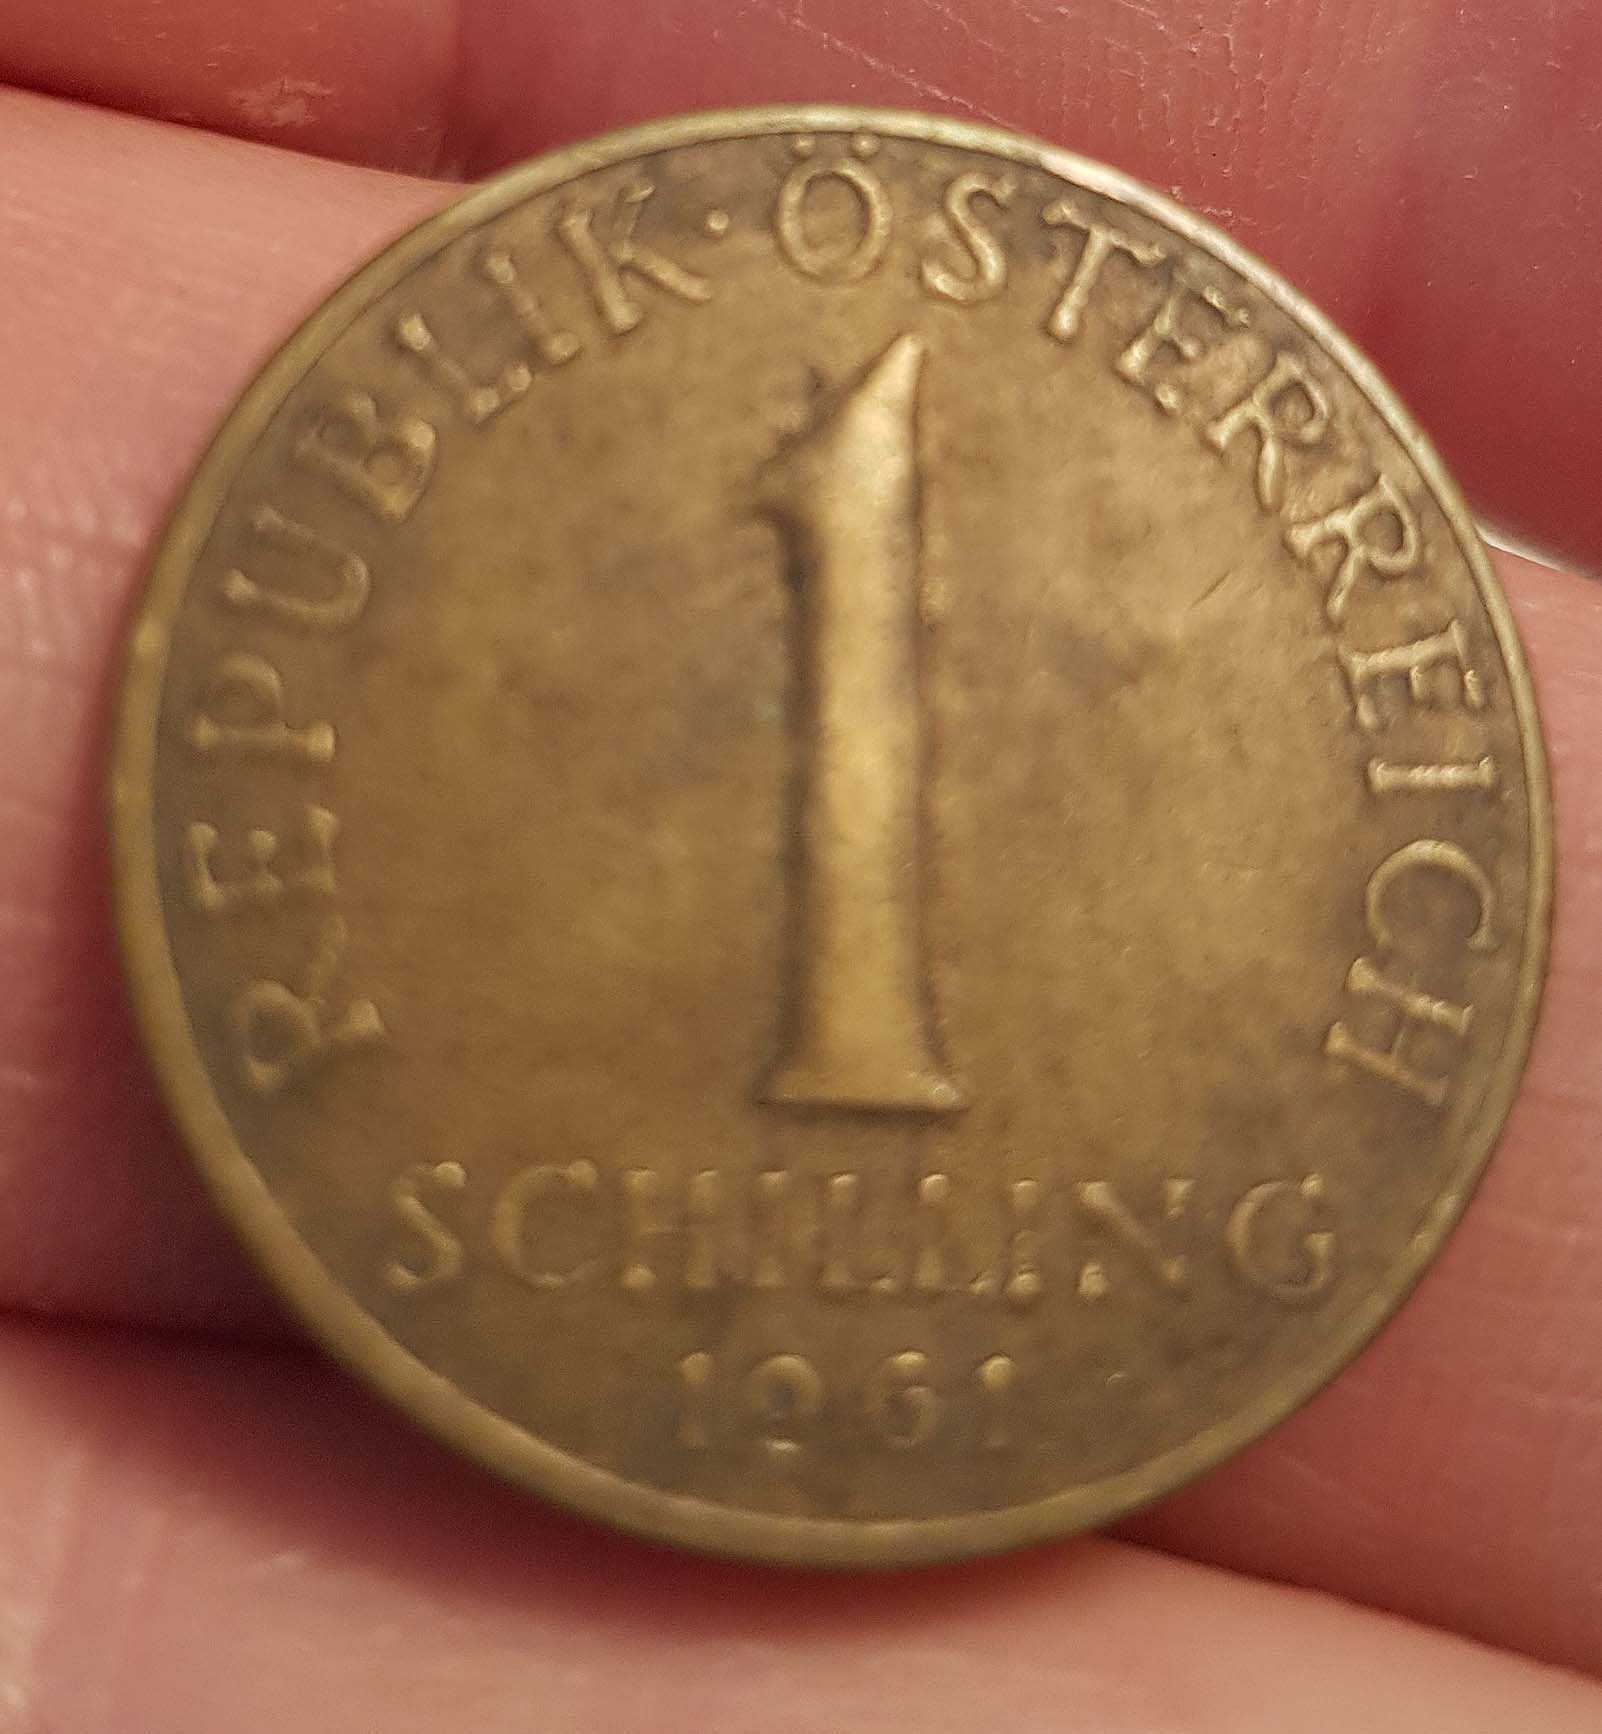 REPUBLIK · ÖSTERREICH
1
SCHILLING
1961